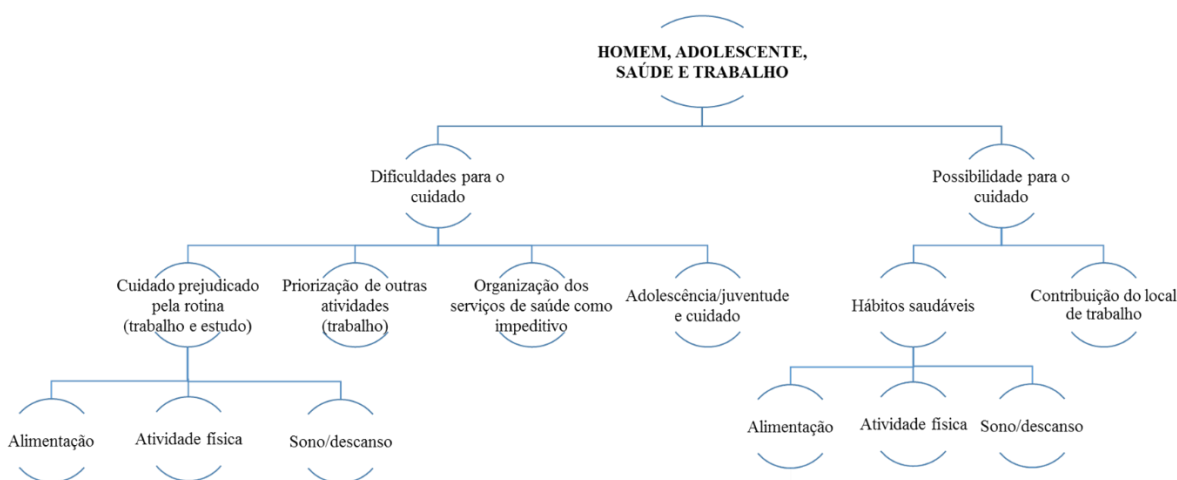 HOMEM, ADOLESCENTE,
SAÚDE E TRABALHO
Dificuldades para o
cuidado
Possibilidade para o
cuidado
Cuidado prejudicado
pela rotina
(trabalho e estudo)
Priorização de outras
atividades
(trabalho)
Organização dos
serviços de saúde como
impeditivo
Adolescência/juventude
e cuidado
Hábitos saudáveis
Contribuição do local
de trabalho
Alimentação
Atividade física
Sono/descanso
Alimentação
Atividade física
Sono/descanso